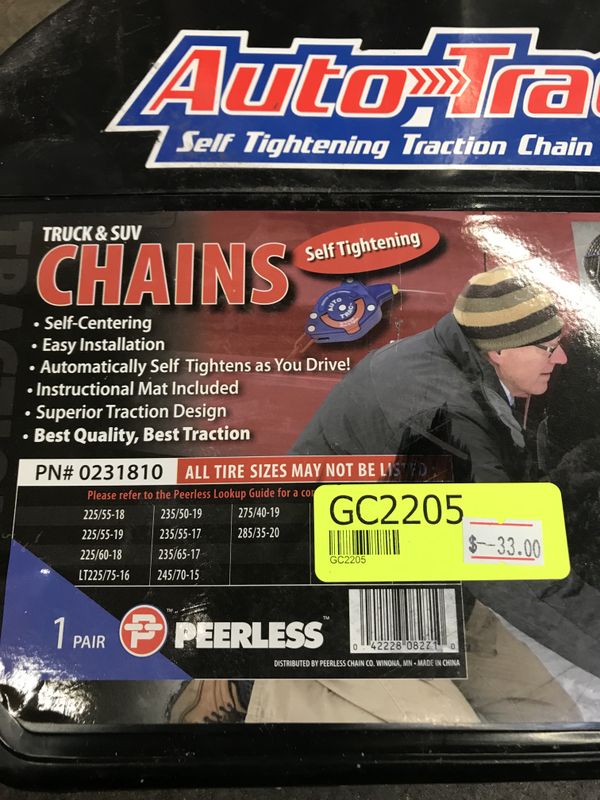 Auto-Tra
Self Tightening Traction Chain
TRUCK & SUV
CHAINS
Self Tightening
AUTO
TRAC
• Self-Centering
• Easy Installation
• Automatically Self Tightens as You Drive!
• Instructional Mat Included
• Superior Traction Design
• Best Quality, Best Traction
PN# 0231810
ALL TIRE SIZES MAY NOT BE LISTED
Please refer to the Peerless Lookup Guide for a
225/55-18 235/50-19 275/40-19
225/55-19 235/55-17 285/35-20
225/60-18 235/65-17
LT225/75-16 245/70-15
GC2205
GC2205
$--33.00
1 PAIR
PEERLESS™
0 42228 08271 0
DISTRIBUTED BY PEERLESS CHAIN CO. WINONA, MN • MADE IN CHINA